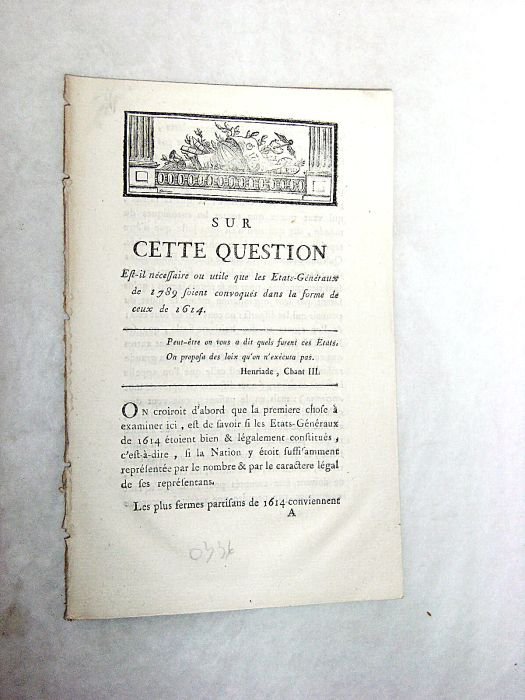 SUR
CETTE QUESTION
Eſt-il néceſſaire ou utile que les Etats-Généraux
de 1789 ſoient convoqués dans la forme de
ceux de 1614.
Peut-être on vous a dit quels furent ces Etats.
On propoſa des loix qu'on n'exécuta pas.
Henriade, Chant III.
ON croiroit d'abord que la premiere choſe à
examiner ici, eſt de ſavoir ſi les Etats-Généraux
de 1614 étoient bien & légalement conſtitués,
c'eſt-à-dire, ſi la Nation y étoit ſuffiſamment
repréſentée par le nombre & par le caractere légal
de ſes repréſentans.
Les plus fermes partiſans de 1614 conviennent
A